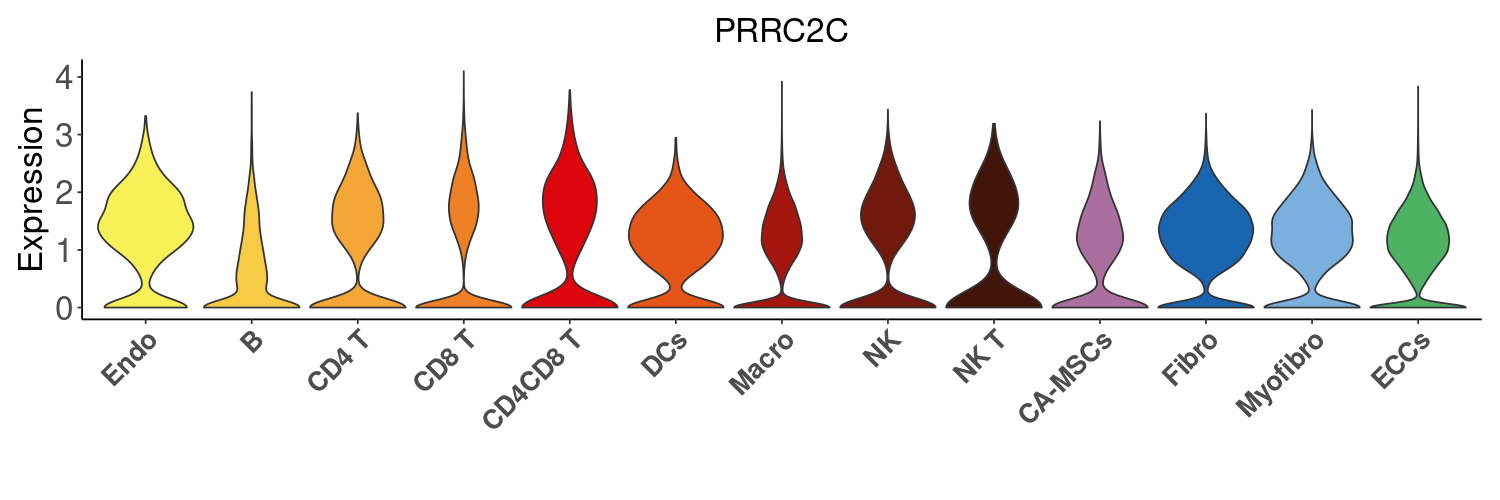 PRRC2C
Expression
4
3
2
1
0
Endo
B
CD4 T
CD8 T
CD4CD8 T
DCs
Macro
NK
NK T
CA-MSCs
Fibro
Myofibro
ECCs